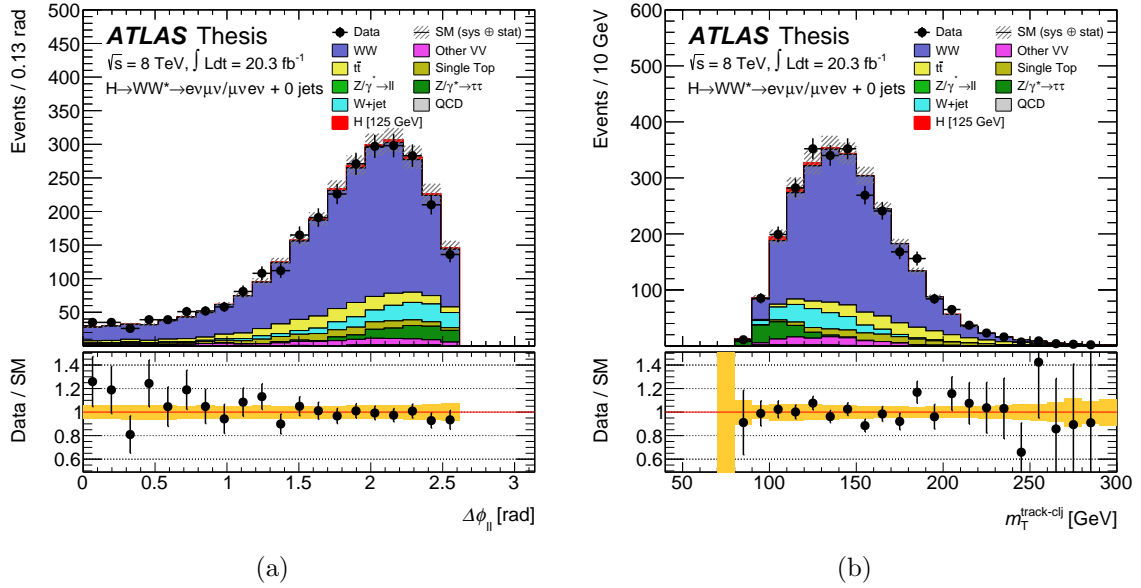 Events / 0.13 rad
500
450
400
350
300
250
200
150
100
50
ATLAS Thesis
√s = 8 TeV, ∫ Ldt = 20.3 fb⁻¹
H→WW*→eνμν/μνeν + 0 jets
Data
SM (sys ⊕ stat)
WW
Other VV
tt̄
Single Top
Z/γ*→ll
Z/γ*→ττ
W+jet
QCD
H [125 GeV]
Data / SM
1.4
1.2
1
0.8
0.6
0 0.5 1 1.5 2 2.5 3
Δϕ_ll [rad]
(a)
Events / 10 GeV
600
500
400
300
200
100
ATLAS Thesis
√s = 8 TeV, ∫ Ldt = 20.3 fb⁻¹
H→WW*→eνμν/μνeν + 0 jets
Data
SM (sys ⊕ stat)
WW
Other VV
tt̄
Single Top
Z/γ*→ll
Z/γ*→ττ
W+jet
QCD
H [125 GeV]
Data / SM
1.4
1.2
1
0.8
0.6
50 100 150 200 250 300
m_T^track-clj [GeV]
(b)